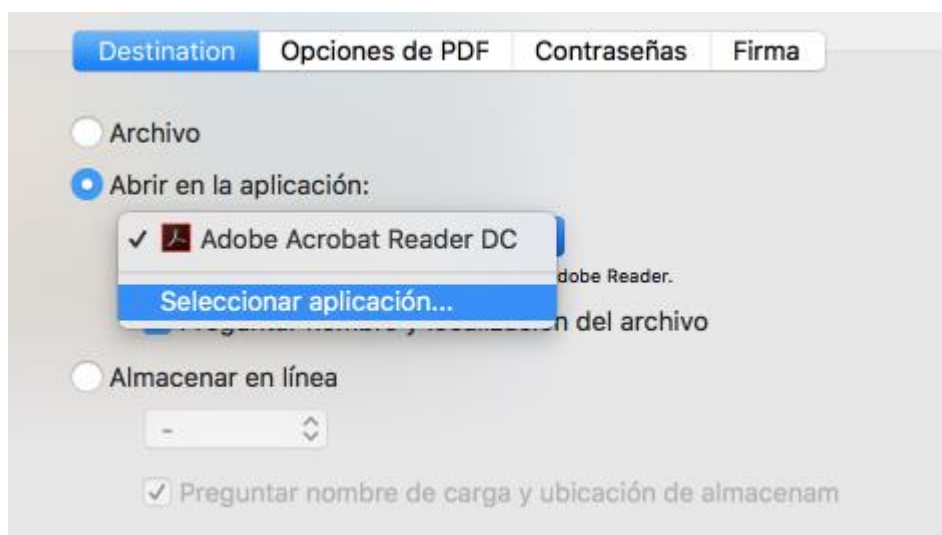 Destination Opciones de PDF Contraseñas Firma
Archivo
Abrir en la aplicación:
Adobe Acrobat Reader DC
dobe Reader.
Seleccionar aplicación...
del archivo
Almacenar en línea
-
Preguntar nombre de carga y ubicación de almacenam